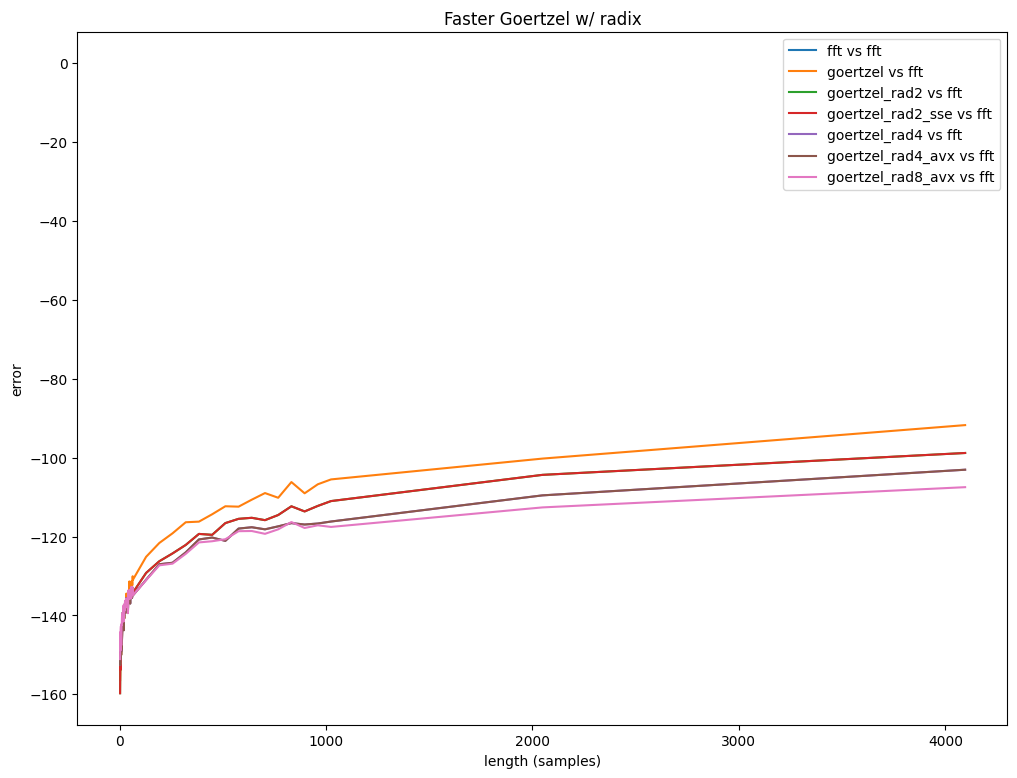 Faster Goertzel w/ radix
fft vs fft
goertzel vs fft
goertzel_rad2 vs fft
goertzel_rad2_sse vs fft
goertzel_rad4 vs fft
goertzel_rad4_avx vs fft
goertzel_rad8_avx vs fft
0
−20
−40
−60
−80
−100
−120
−140
−160
error
0
1000
2000
3000
4000
length (samples)